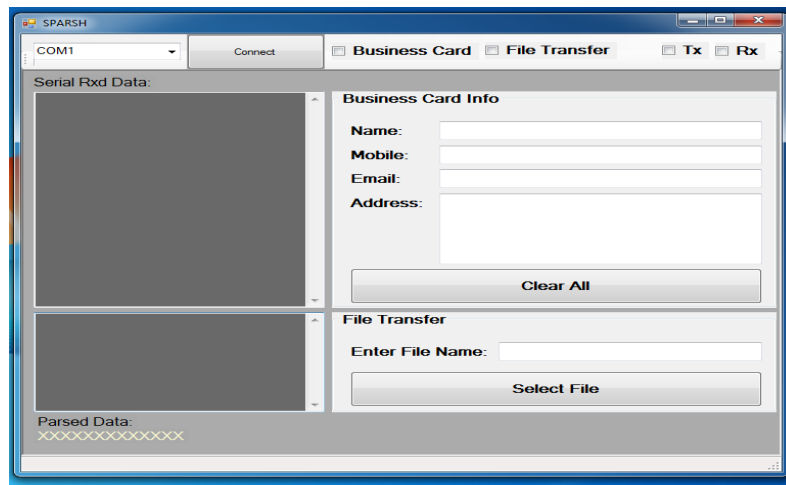 SPARSH
COM1 Connect Business Card File Transfer Tx Rx
Serial Rxd Data:
Business Card Info
Name:
Mobile:
Email:
Address:
Clear All
File Transfer
Enter File Name:
Select File
Parsed Data:
XXXXXXXXXXXXX